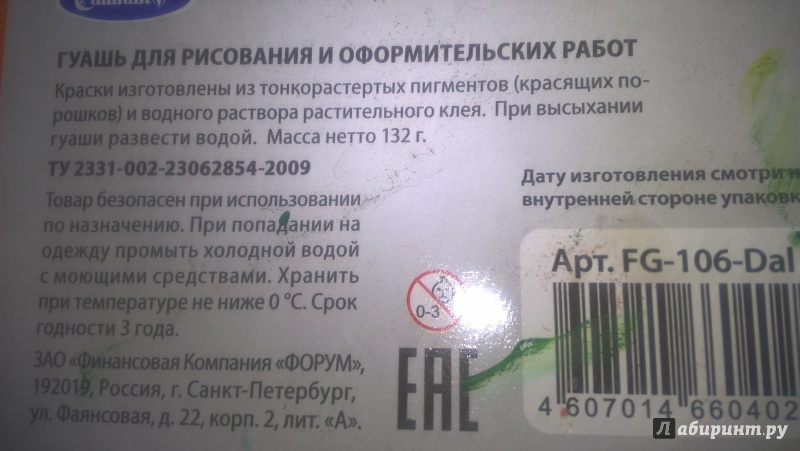 ГУАШЬ ДЛЯ РИСОВАНИЯ И ОФОРМИТЕЛЬСКИХ РАБОТ
Краски изготовлены из тонкорастертых пигментов (красящих по-
рошков) и водного раствора растительного клея. При высыхании
гуаши развести водой. Масса нетто 132 г.
ТУ 2331-002-23062854-2009
Товар безопасен при использовании
по назначению. При попадании на
одежду промыть холодной водой
с моющими средствами. Хранить
при температуре не ниже 0 °С. Срок
годности 3 года.
ЗАО «Финансовая Компания «ФОРУМ»,
192019, Россия, г. Санкт-Петербург,
ул. Фаянсовая, д. 22, корп. 2, лит. «А».
Дату изготовления смотри
внутренней стороне упаковк
Арт. FG-106-Dal
0-3
EAC
4 607014 660402
Лабиринт.ру